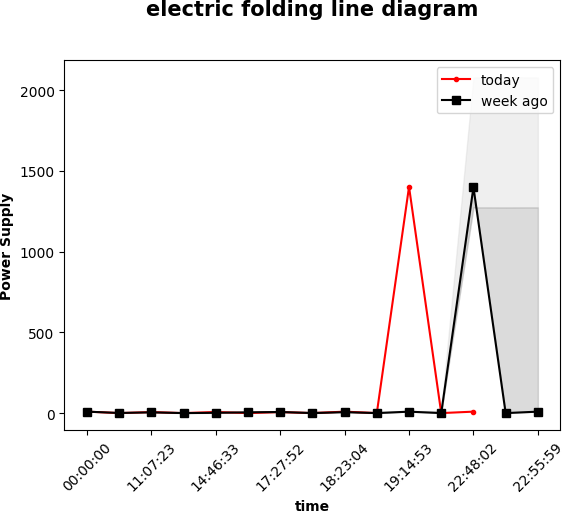 electric folding line diagram
today
week ago
2000
1500
1000
500
0
Power Supply
00:00:00
11:07:23
14:46:33
17:27:52
18:23:04
19:14:53
22:48:02
22:55:59
time